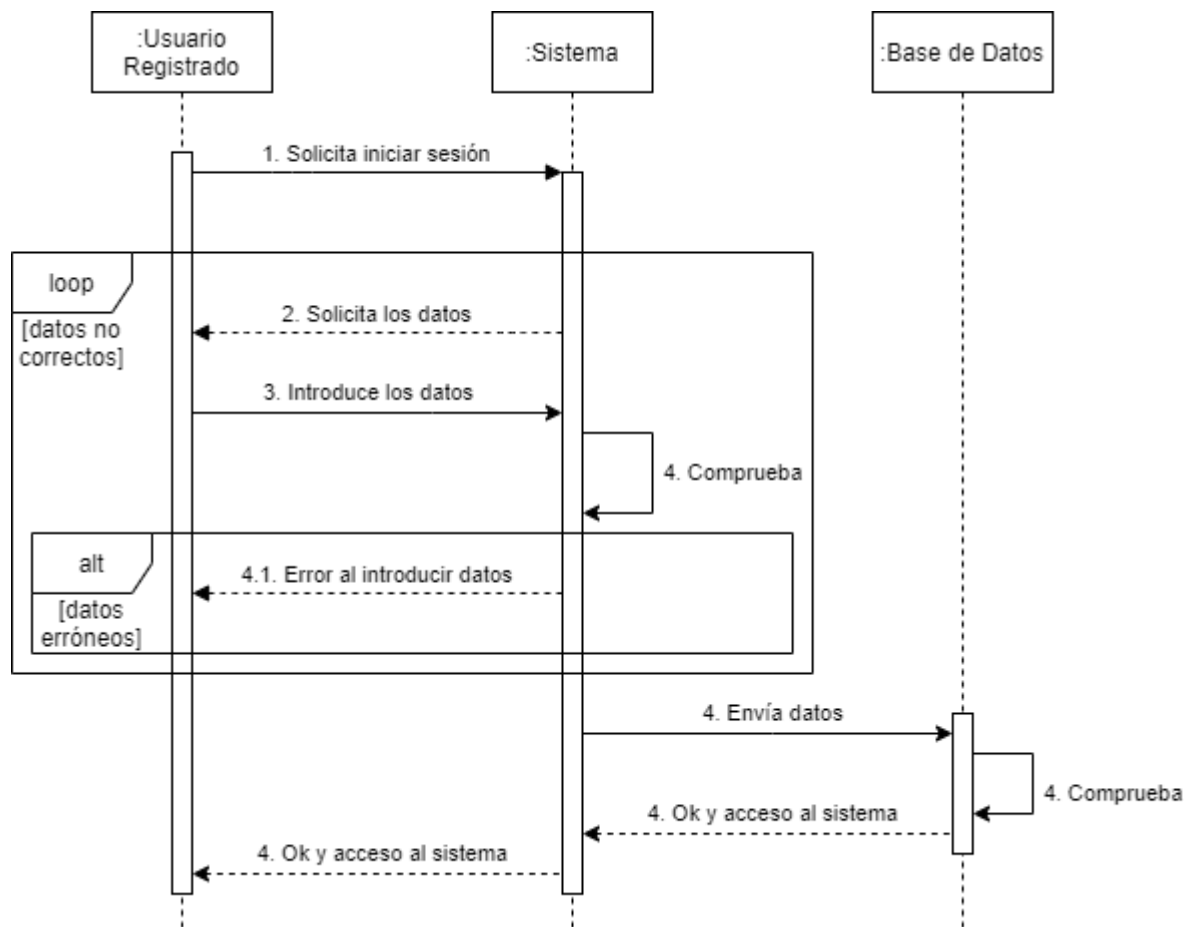 :Usuario
Registrado
:Sistema
:Base de Datos
1. Solicita iniciar sesión
loop
[datos no
correctos]
2. Solicita los datos
3. Introduce los datos
4. Comprueba
alt
[datos
erróneos]
4.1. Error al introducir datos
4. Envía datos
4. Comprueba
4. Ok y acceso al sistema
4. Ok y acceso al sistema